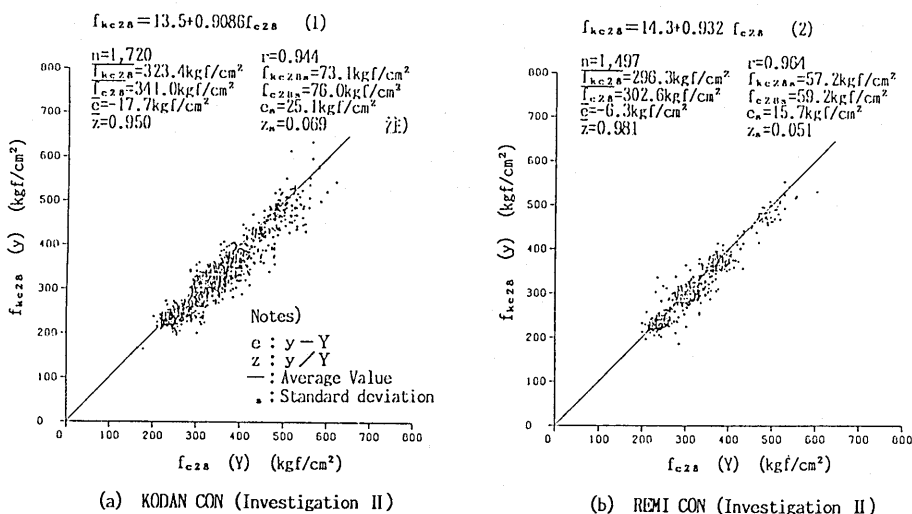 f_kc28=13.5+0.9086f_c28 (1)
n=1,720 r=0.944
f_kc28=323.4kgf/cm² f_kc28s=73.1kgf/cm²
f_c28=341.0kgf/cm² f_c28s=76.0kgf/cm²
e=-17.7kgf/cm² e_s=25.1kgf/cm²
z=0.950 z_s=0.069 注)
f_kc28 (y) (kgf/cm²)
800
700
600
500
400
300
200
100
0
Notes)
e : y-Y
z : y/Y
— : Average Value
s : Standard deviation
0 100 200 300 400 500 600 700 800
f_c28 (Y) (kgf/cm²)
(a) KODAN CON (Investigation II)
f_kc28=14.3+0.932 f_c28 (2)
n=1,497 r=0.964
f_kc28=296.3kgf/cm² f_kc28s=57.2kgf/cm²
f_c28=302.6kgf/cm² f_c28s=59.2kgf/cm²
e=-6.3kgf/cm² e_s=15.7kgf/cm²
z=0.981 z_s=0.051
f_kc28 (y) (kgf/cm²)
800
700
600
500
400
300
200
100
0
0 100 200 300 400 500 600 700 800
f_c28 (Y) (kgf/cm²)
(b) REMI CON (Investigation II)